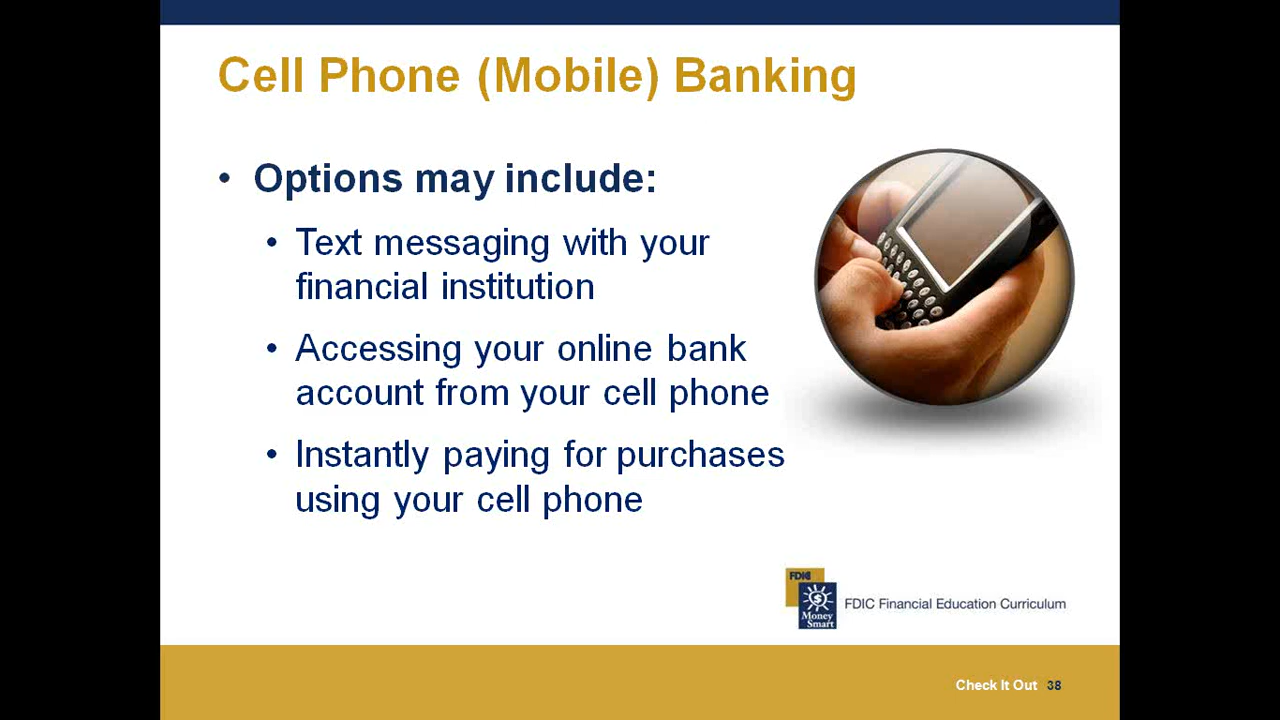 Cell Phone (Mobile) Banking
• Options may include:
• Text messaging with your
financial institution
• Accessing your online bank
account from your cell phone
• Instantly paying for purchases
using your cell phone
FDIC
Money
Smart
FDIC Financial Education Curriculum
Check It Out 38